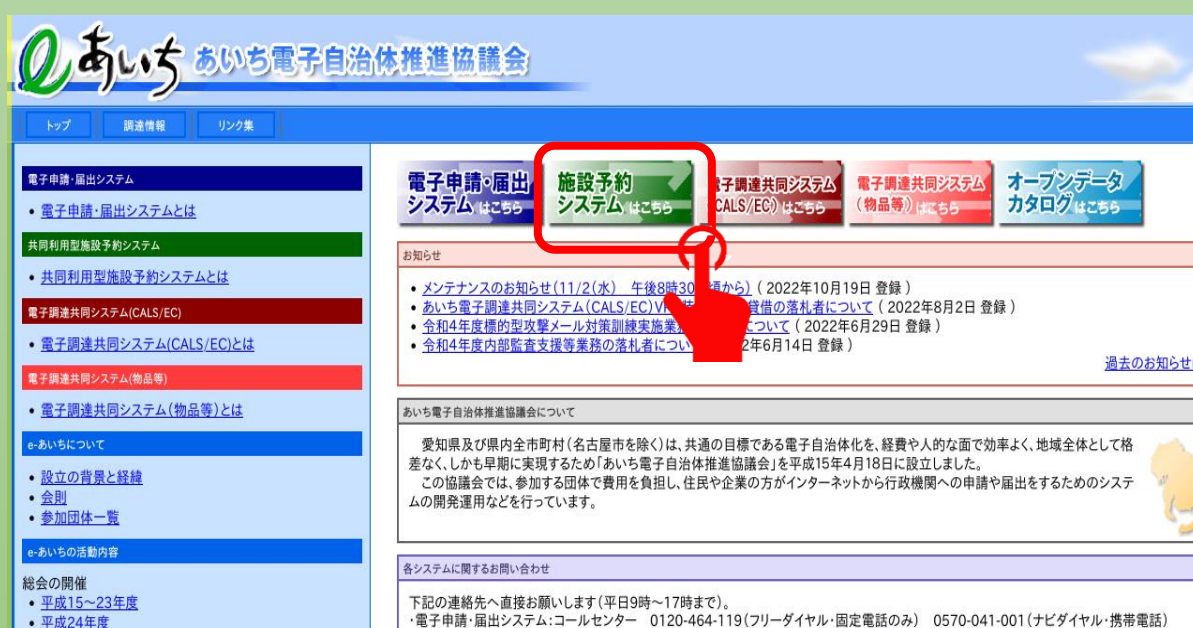 eあいち あいち電子自治体推進協議会
トップ 調達情報 リンク集
電子申請・届出システム
・電子申請・届出システムとは
共同利用型施設予約システム
・共同利用型施設予約システムとは
電子調達共同システム(CALS/EC)
・電子調達共同システム(CALS/EC)とは
電子調達共同システム(物品等)
・電子調達共同システム(物品等)とは
e-あいちについて
・設立の背景と経緯
・会則
・参加団体一覧
e-あいちの活動内容
総会の開催
・平成15~23年度
・平成24年度
電子申請・届出
システム はこちら
施設予約
システム はこちら
電子調達共同システム
(CALS/EC) はこちら
電子調達共同システム
(物品等) はこちら
オープンデータ
カタログ はこちら
お知らせ
・メンテナンスのお知らせ(11/2(水) 午後8時30 頃から) ( 2022年10月19日 登録 )
・あいち電子調達共同システム(CALS/EC) 貸借の落札者について ( 2022年8月2日 登録 )
・令和4年度標的型攻撃メール対策訓練実施業 について ( 2022年6月29日 登録 )
・令和4年度内部監査支援等業務の落札者につい 2年6月14日 登録 )
過去のお知らせ
あいち電子自治体推進協議会について
愛知県及び県内全市町村(名古屋市を除く)は、共通の目標である電子自治体化を、経費や人的な面で効率よく、地域全体として格
差なく、しかも早期に実現するため「あいち電子自治体推進協議会」を平成15年4月18日に設立しました。
この協議会では、参加する団体で費用を負担し、住民や企業の方がインターネットから行政機関への申請や届出をするためのシステ
ムの開発運用などを行っています。
各システムに関するお問い合わせ
下記の連絡先へ直接お願いします(平日9時~17時まで)。
・電子申請・届出システム:コールセンター 0120-464-119(フリーダイヤル・固定電話のみ) 0570-041-001(ナビダイヤル・携帯電話)